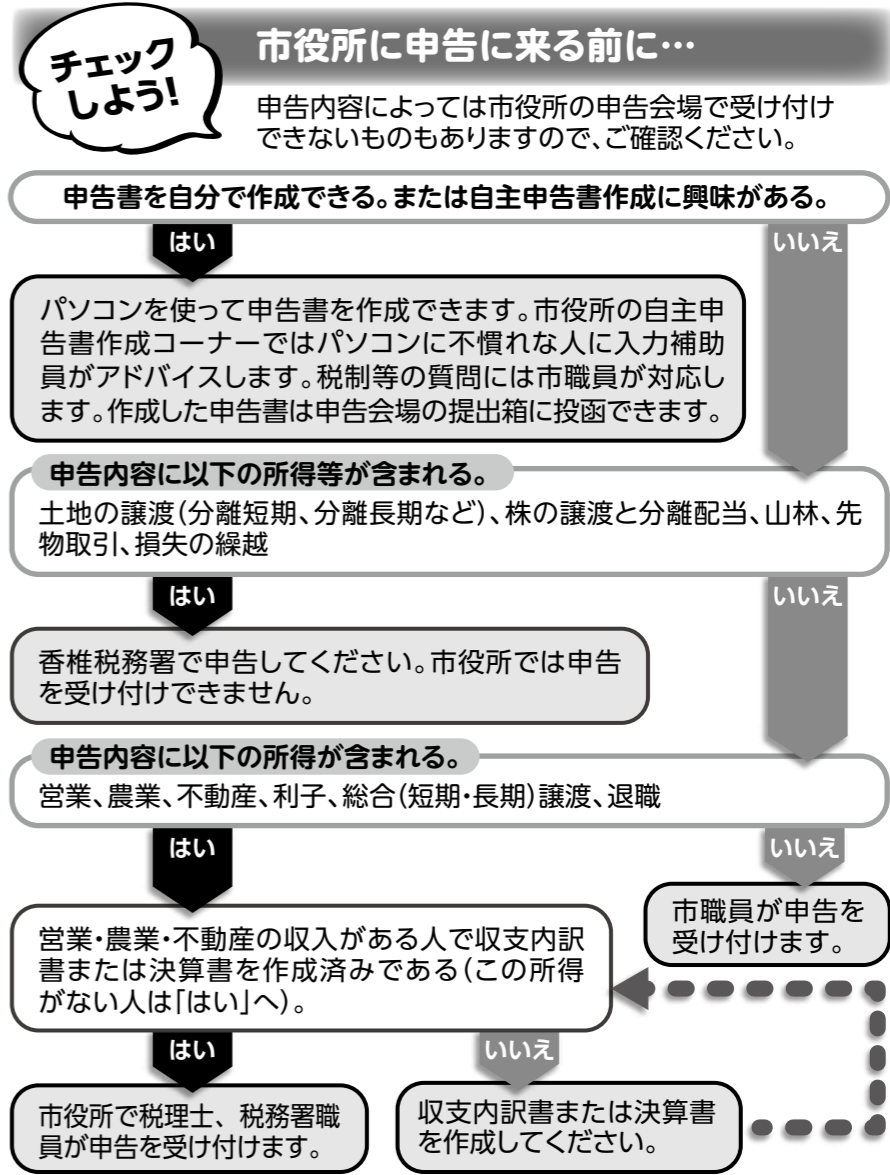 チェック
しよう!
市役所に申告に来る前に…
申告内容によっては市役所の申告会場で受け付け
できないものもありますので、ご確認ください。
申告書を自分で作成できる。または自主申告書作成に興味がある。
はい
いいえ
パソコンを使って申告書を作成できます。市役所の自主申
告書作成コーナーではパソコンに不慣れな人に入力補助
員がアドバイスします。税制等の質問には市職員が対応し
ます。作成した申告書は申告会場の提出箱に投函できます。
申告内容に以下の所得等が含まれる。
土地の譲渡(分離短期、分離長期など)、株の譲渡と分離配当、山林、先
物取引、損失の繰越
はい
いいえ
香椎税務署で申告してください。市役所では申告
を受け付けできません。
申告内容に以下の所得が含まれる。
営業、農業、不動産、利子、総合(短期・長期)譲渡、退職
はい
いいえ
市職員が申告を
受け付けます。
営業・農業・不動産の収入がある人で収支内訳
書または決算書を作成済みである(この所得
がない人は「はい」へ)。
はい
いいえ
市役所で税理士、税務署職
員が申告を受け付けます。
収支内訳書または決算書
を作成してください。